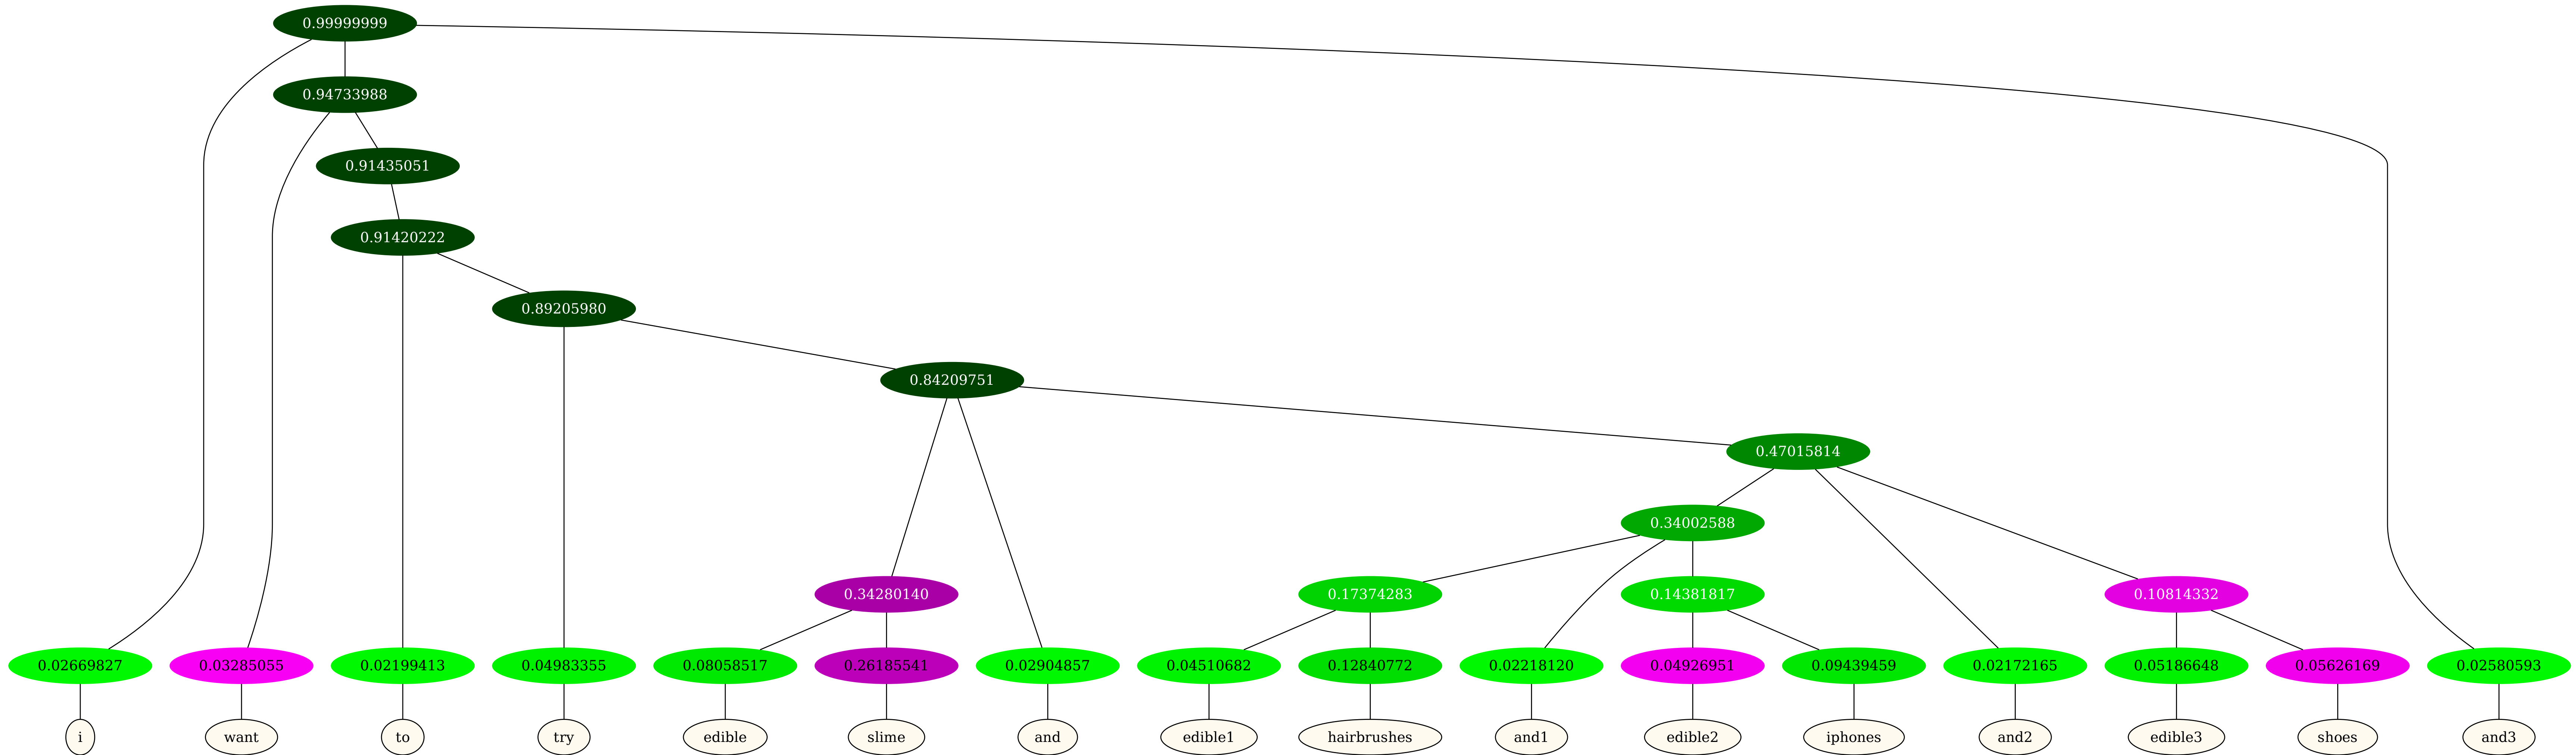 0.99999999
0.94733988
0.91435051
0.91420222
0.89205980
0.84209751
0.47015814
0.34002588
0.34280140 0.17374283 0.14381817 0.10814332
0.02669827 0.03285055 0.02199413 0.04983355 0.08058517 0.26185541 0.02904857 0.04510682 0.12840772 0.02218120 0.04926951 0.09439459 0.02172165 0.05186648 0.05626169 0.02580593
i want to try edible slime and edible1 hairbrushes and1 edible2 iphones and2 edible3 shoes and3